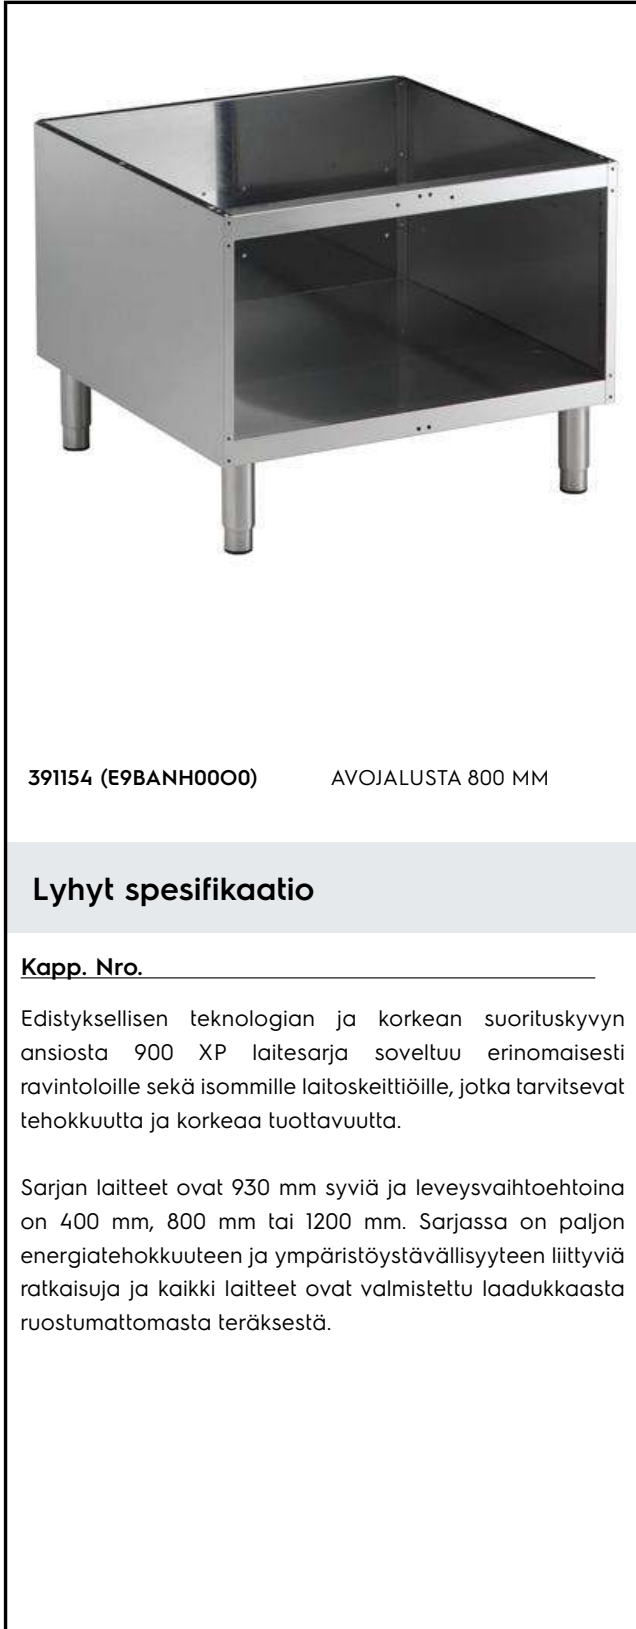 391154 (E9BANH00O0) AVOJALUSTA 800 MM
Lyhyt spesifikaatio
Kapp. Nro.
Edistyksellisen teknologian ja korkean suorituskyvyn
ansiosta 900 XP laitesarja soveltuu erinomaisesti
ravintoloille sekä isommille laitoskeittiöille, jotka tarvitsevat
tehokkuutta ja korkeaa tuottavuutta.
Sarjan laitteet ovat 930 mm syviä ja leveysvaihtoehtoina
on 400 mm, 800 mm tai 1200 mm. Sarjassa on paljon
energiatehokkuuteen ja ympäristöystävällisyyteen liittyviä
ratkaisuja ja kaikki laitteet ovat valmistettu laadukkaasta
ruostumattomasta teräksestä.